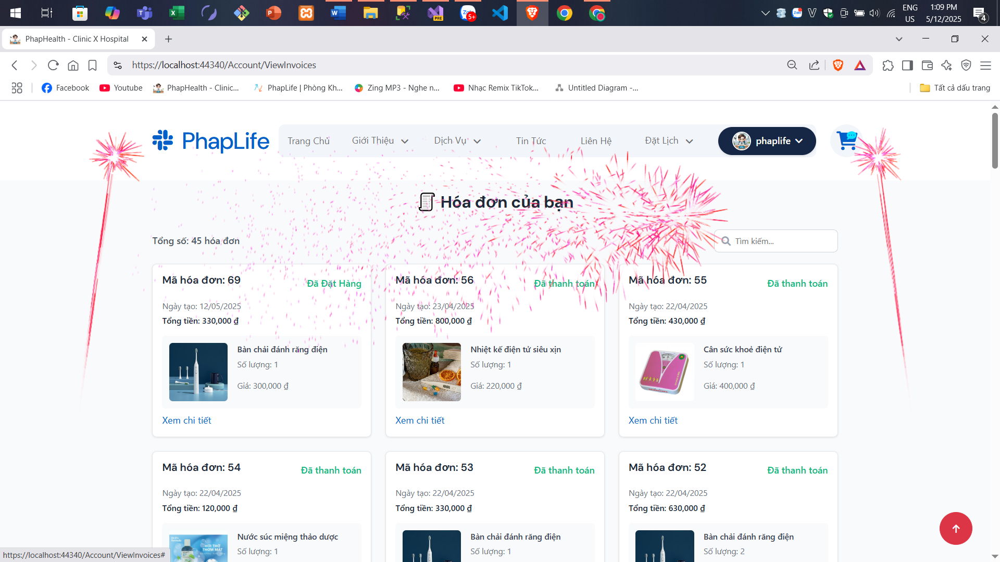 ENG
US
1:09 PM
5/12/2025
4
5+
PRE
PhapHealth - Clinic X Hospital
https://localhost:44340/Account/ViewInvoices
Facebook
Youtube
PhapHealth - Clinic...
PhapLife | Phòng Kh...
Zing MP3 - Nghe n...
Nhạc Remix TikTok...
Untitled Diagram -...
Tất cả dấu trang
PhapLife
Trang Chủ
Giới Thiệu
Dịch Vụ
Tin Tức
Liên Hệ
Đặt Lịch
phaplife
Hóa đơn của bạn
Tổng số: 45 hóa đơn
Tìm kiếm...
Mã hóa đơn: 69
Đã Đặt Hàng
Ngày tạo: 12/05/2025
Tổng tiền: 330,000 ₫
Bàn chải đánh răng điện
Số lượng: 1
Giá: 300,000 ₫
Xem chi tiết
Mã hóa đơn: 56
Đã thanh toán
Ngày tạo: 23/04/2025
Tổng tiền: 800,000 ₫
Nhiệt kế điện tử siêu xịn
Số lượng: 1
Giá: 220,000 ₫
Xem chi tiết
Mã hóa đơn: 55
Đã thanh toán
Ngày tạo: 22/04/2025
Tổng tiền: 430,000 ₫
Cân sức khoẻ điện tử
Số lượng: 1
Giá: 400,000 ₫
Xem chi tiết
Mã hóa đơn: 54
Đã thanh toán
Ngày tạo: 22/04/2025
Tổng tiền: 120,000 ₫
HƠI THỞ
THƠM MÁT
Nước súc miệng thảo dược
Số lượng: 1
Mã hóa đơn: 53
Đã thanh toán
Ngày tạo: 22/04/2025
Tổng tiền: 330,000 ₫
Bàn chải đánh răng điện
Số lượng: 1
Mã hóa đơn: 52
Đã thanh toán
Ngày tạo: 22/04/2025
Tổng tiền: 630,000 ₫
Bàn chải đánh răng điện
Số lượng: 2
https://localhost:44340/Account/ViewInvoices#